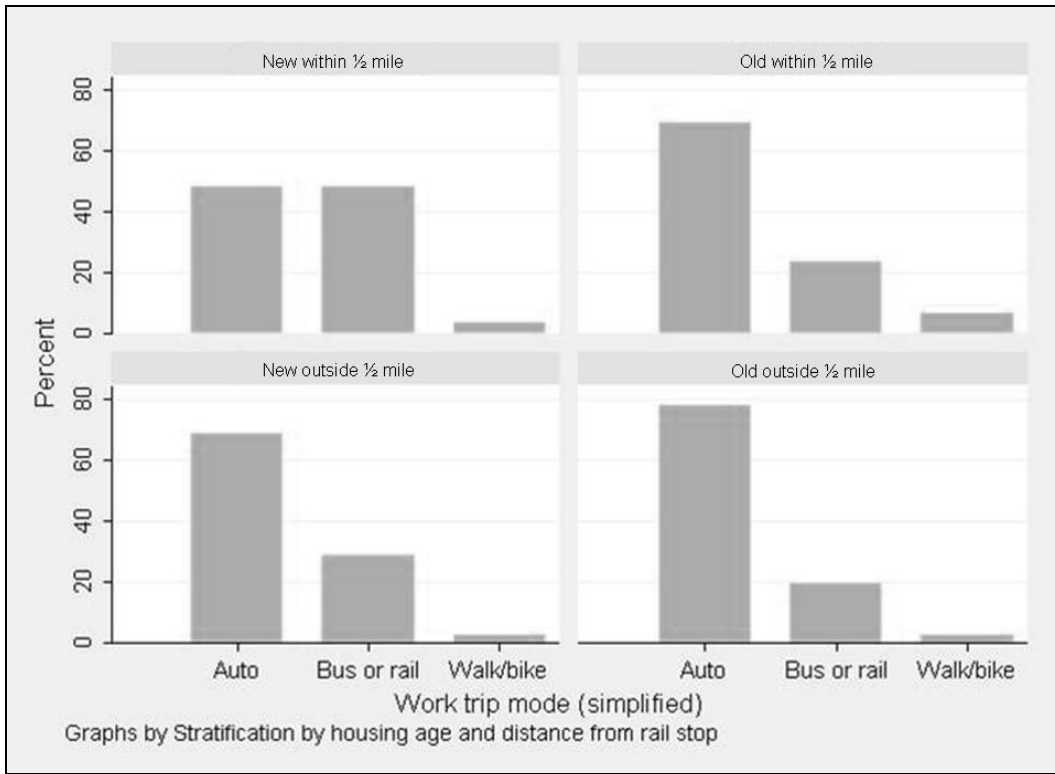 New within ½ mile
Old within ½ mile
80
60
40
20
0
New outside ½ mile
Old outside ½ mile
80
60
40
20
0
Percent
Auto Bus or rail Walk/bike
Auto Bus or rail Walk/bike
Work trip mode (simplified)
Graphs by Stratification by housing age and distance from rail stop